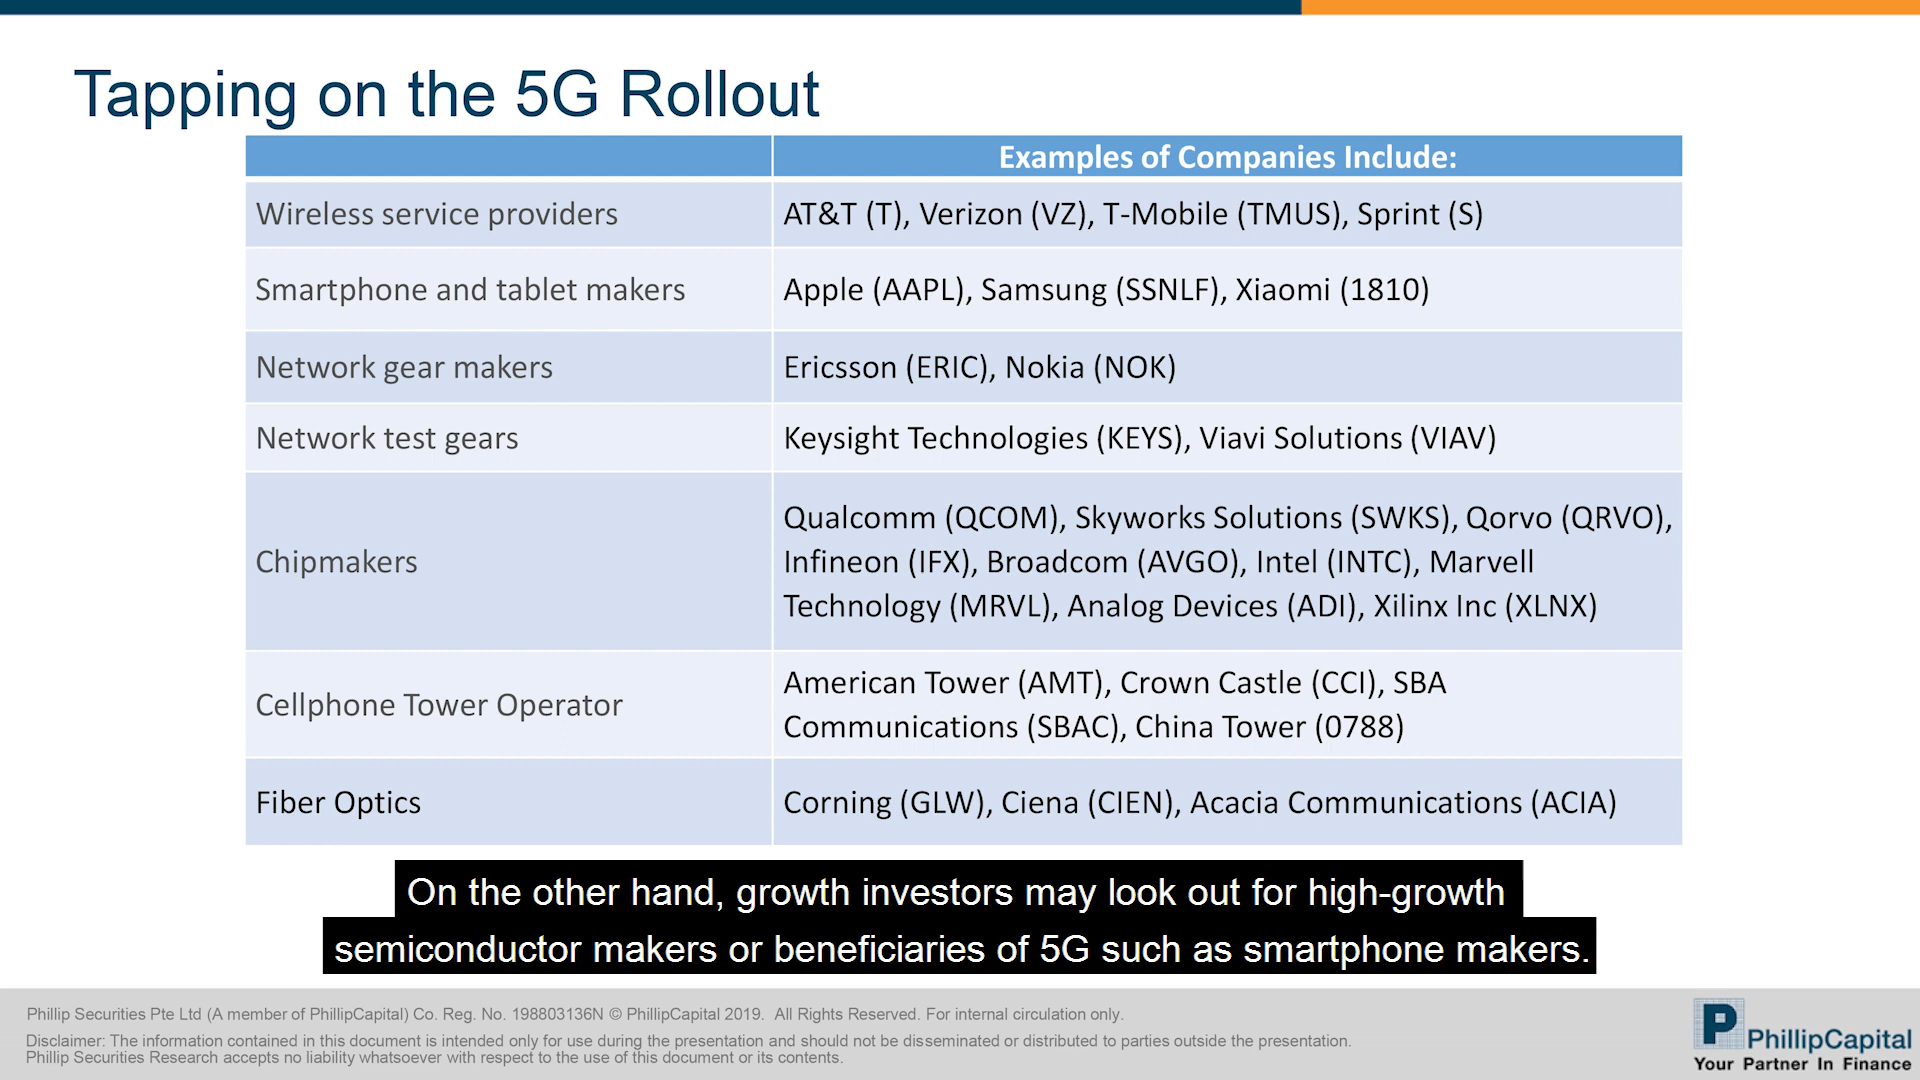 Tapping on the 5G Rollout
Examples of Companies Include:
Wireless service providers
AT&T (T), Verizon (VZ), T-Mobile (TMUS), Sprint (S)
Smartphone and tablet makers
Apple (AAPL), Samsung (SSNLF), Xiaomi (1810)
Network gear makers
Ericsson (ERIC), Nokia (NOK)
Network test gears
Keysight Technologies (KEYS), Viavi Solutions (VIAV)
Chipmakers
Qualcomm (QCOM), Skyworks Solutions (SWKS), Qorvo (QRVO),
Infineon (IFX), Broadcom (AVGO), Intel (INTC), Marvell
Technology (MRVL), Analog Devices (ADI), Xilinx Inc (XLNX)
Cellphone Tower Operator
American Tower (AMT), Crown Castle (CCI), SBA
Communications (SBAC), China Tower (0788)
Fiber Optics
Corning (GLW), Ciena (CIEN), Acacia Communications (ACIA)
On the other hand, growth investors may look out for high-growth
semiconductor makers or beneficiaries of 5G such as smartphone makers.
Phillip Securities Pte Ltd (A member of PhillipCapital) Co. Reg. No. 198803136N © PhillipCapital 2019. All Rights Reserved. For internal circulation only.
Disclaimer: The information contained in this document is intended only for use during the presentation and should not be disseminated or distributed to parties outside the presentation.
Phillip Securities Research accepts no liability whatsoever with respect to the use of this document or its contents.
PhillipCapital
Your Partner In Finance